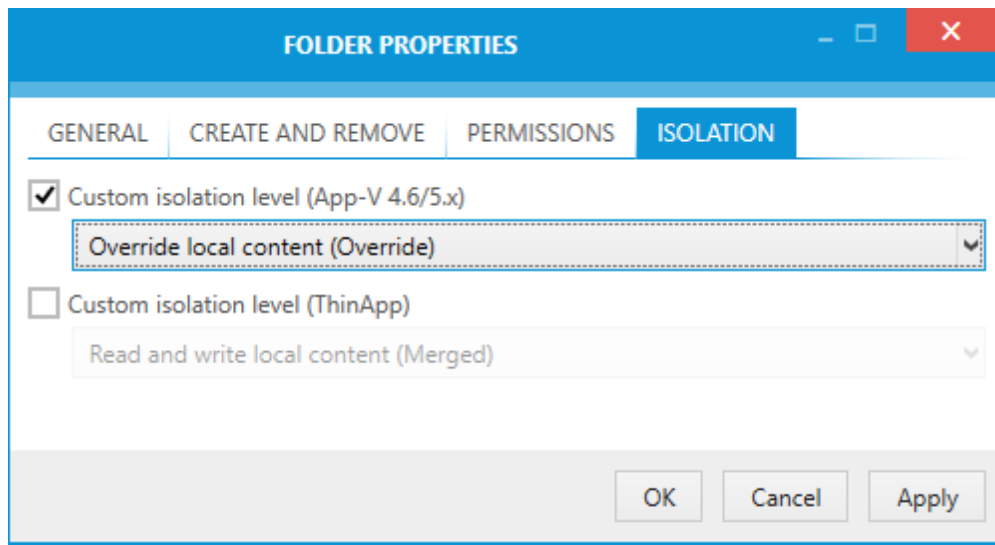 FOLDER PROPERTIES
GENERAL CREATE AND REMOVE PERMISSIONS ISOLATION
Custom isolation level (App-V 4.6/5.x)
Override local content (Override)
Custom isolation level (ThinApp)
Read and write local content (Merged)
OK Cancel Apply